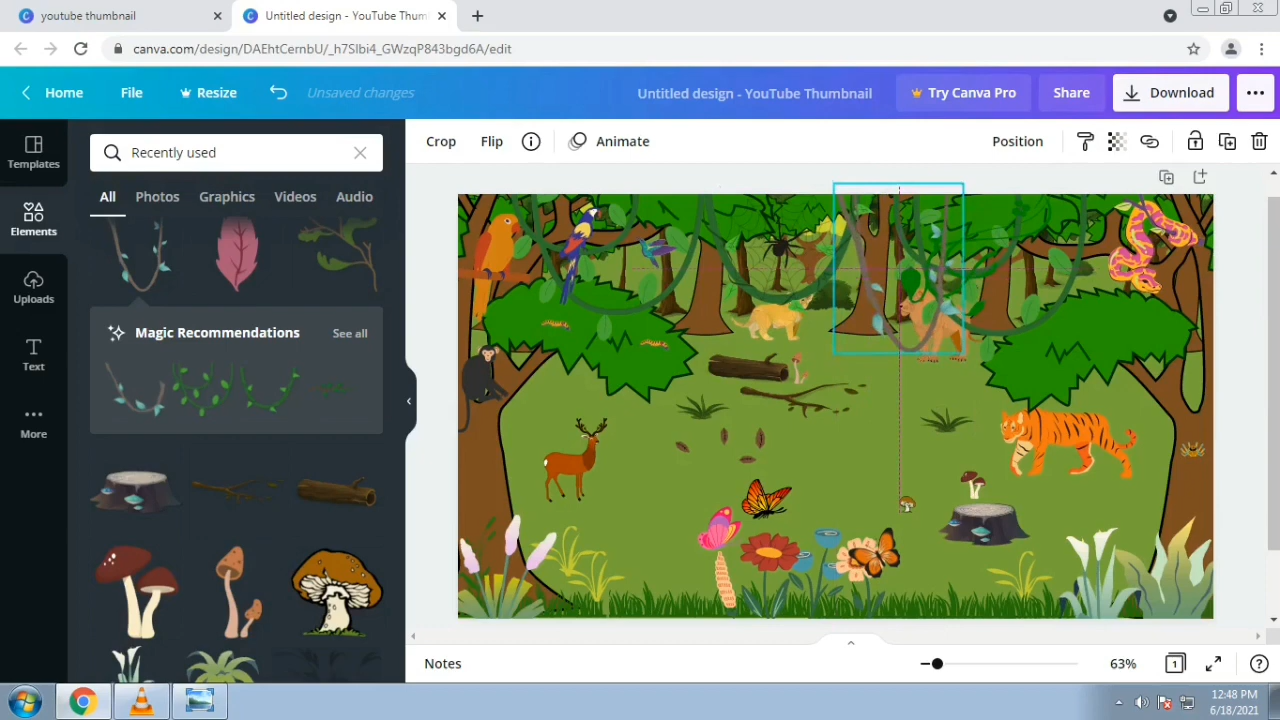 youtube thumbnail
Untitled design - YouTube Thum
canva.com/design/DAEhtCernbU/_h7Slbi4_GWzqP843bgd6A/edit
Home
File
Resize
Unsaved changes
Untitled design - YouTube Thumbnail
Try Canva Pro
Share
Download
Templates
Elements
Uploads
Text
More
Recently used
All
Photos
Graphics
Videos
Audio
Magic Recommendations
See all
Crop
Flip
Animate
Position
Notes
63%
1
12:48 PM
6/18/2021